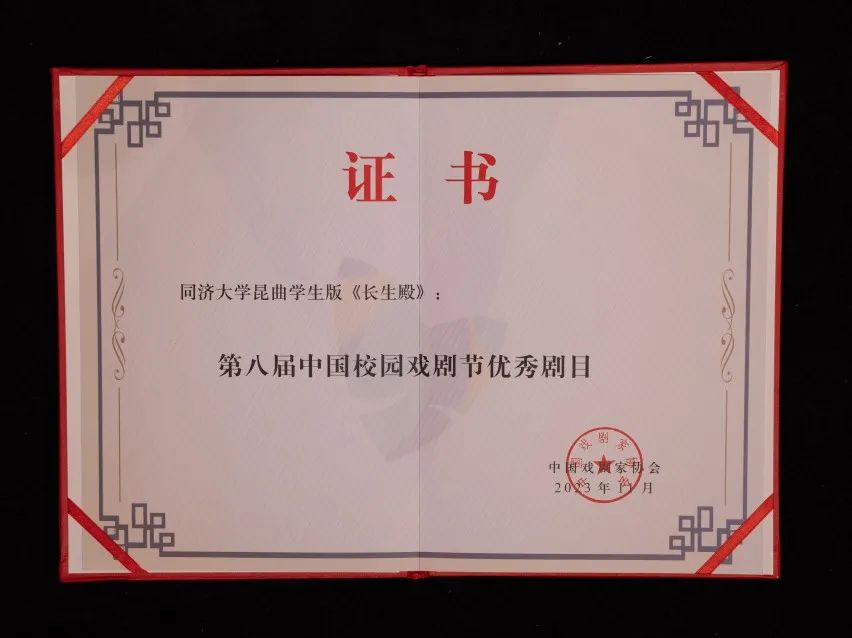 证 书
同济大学昆曲学生版《长生殿》：
第八届中国校园戏剧节优秀剧目
中国戏剧家协会
2023年11月